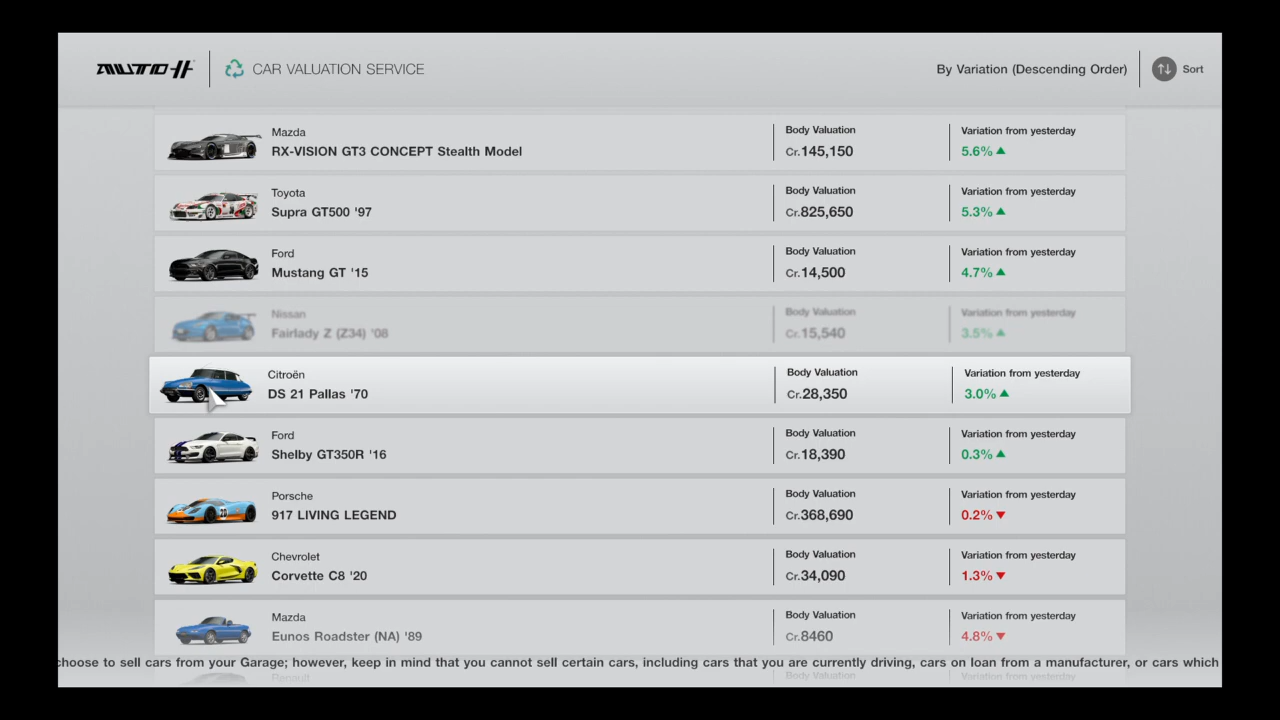 AUTO-H
CAR VALUATION SERVICE
By Variation (Descending Order)
Sort
Mazda
RX-VISION GT3 CONCEPT Stealth Model
Body Valuation
Cr.145,150
Variation from yesterday
5.6% ▲
Toyota
Supra GT500 '97
Body Valuation
Cr.825,650
Variation from yesterday
5.3% ▲
Ford
Mustang GT '15
Body Valuation
Cr.14,500
Variation from yesterday
4.7% ▲
Nissan
Fairlady Z (Z34) '08
Body Valuation
Cr.15,540
Variation from yesterday
3.5% ▲
Citroën
DS 21 Pallas '70
Body Valuation
Cr.28,350
Variation from yesterday
3.0% ▲
Ford
Shelby GT350R '16
Body Valuation
Cr.18,390
Variation from yesterday
0.3% ▲
Porsche
917 LIVING LEGEND
Body Valuation
Cr.368,690
Variation from yesterday
0.2% ▼
Chevrolet
Corvette C8 '20
Body Valuation
Cr.34,090
Variation from yesterday
1.3% ▼
Mazda
Eunos Roadster (NA) '89
Body Valuation
Cr.8460
Variation from yesterday
4.8% ▼
choose to sell cars from your Garage; however, keep in mind that you cannot sell certain cars, including cars that you are currently driving, cars on loan from a manufacturer, or cars which
Renault
Body Valuation
Variation from yesterday